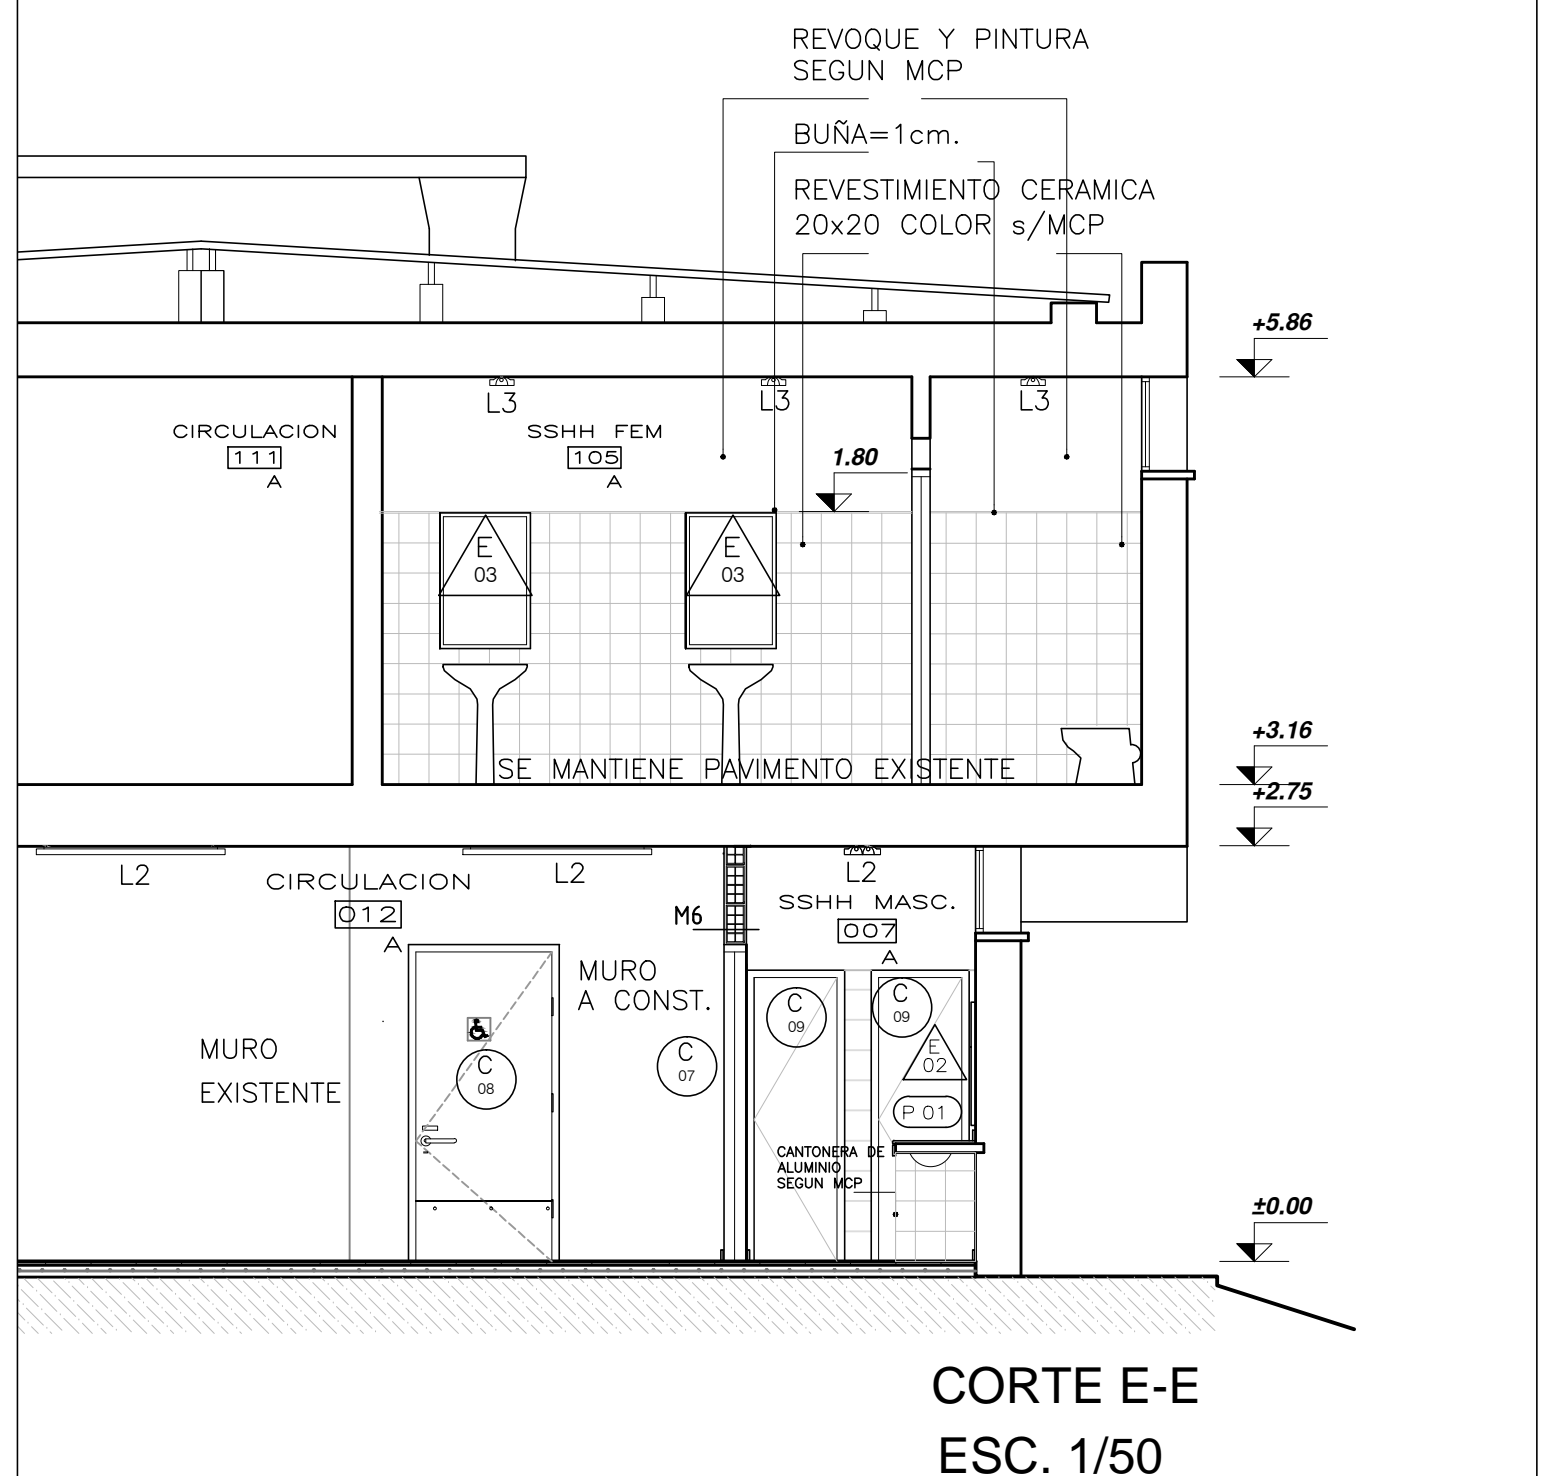 REVOQUE Y PINTURA
SEGUN MCP
BUÑA=1cm.
REVESTIMIENTO CERAMICA
20x20 COLOR s/MCP
+5.86
L3
L3
L3
CIRCULACION
111
A
SSHH FEM
105
A
1.80
E
03
E
03
+3.16
SE MANTIENE PAVIMENTO EXISTENTE
+2.75
L2
L2
L2
CIRCULACION
012
A
M6
SSHH MASC.
007
A
MURO
A CONST.
MURO
EXISTENTE
C
08
C
07
C
09
C
09
E
02
P 01
CANTONERA DE
ALUMINIO
SEGUN MCP
±0.00
CORTE E-E
ESC. 1/50